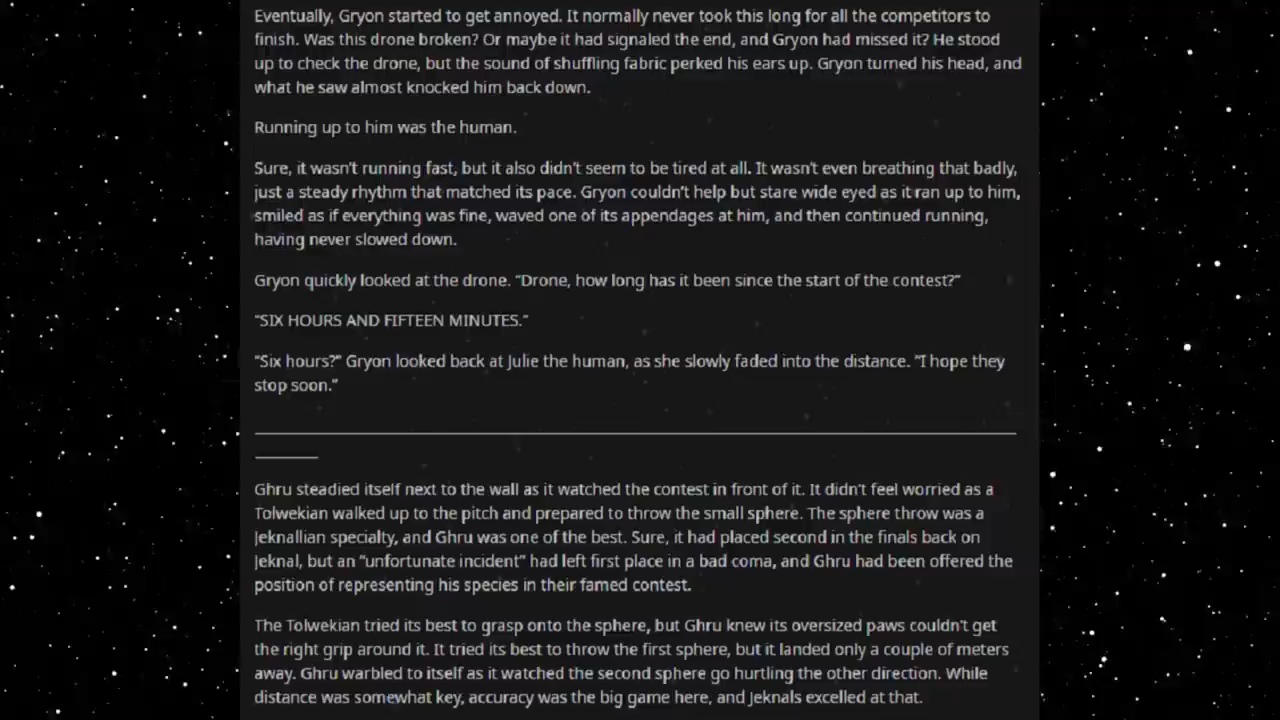 Eventually, Gryon started to get annoyed. It normally never took this long for all the competitors to
finish. Was this drone broken? Or maybe it had signaled the end, and Gryon had missed it? He stood
up to check the drone, but the sound of shuffling fabric perked his ears up. Gryon turned his head, and
what he saw almost knocked him back down.
Running up to him was the human.
Sure, it wasn't running fast, but it also didn't seem to be tired at all. It wasn't even breathing that badly,
just a steady rhythm that matched its pace. Gryon couldn't help but stare wide eyed as it ran up to him,
smiled as if everything was fine, waved one of its appendages at him, and then continued running,
having never slowed down.
Gryon quickly looked at the drone. "Drone, how long has it been since the start of the contest?"
"SIX HOURS AND FIFTEEN MINUTES."
"Six hours?" Gryon looked back at Julie the human, as she slowly faded into the distance. "I hope they
stop soon."
Ghru steadied itself next to the wall as it watched the contest in front of it. It didn't feel worried as a
Tolwekian walked up to the pitch and prepared to throw the small sphere. The sphere throw was a
Jeknallian specialty, and Ghru was one of the best. Sure, it had placed second in the finals back on
Jeknal, but an "unfortunate incident" had left first place in a bad coma, and Ghru had been offered the
position of representing his species in their famed contest.
The Tolwekian tried its best to grasp onto the sphere, but Ghru knew its oversized paws couldn't get
the right grip around it. It tried its best to throw the first sphere, but it landed only a couple of meters
away. Ghru warbled to itself as it watched the second sphere go hurtling the other direction. While
distance was somewhat key, accuracy was the big game here, and Jeknals excelled at that.